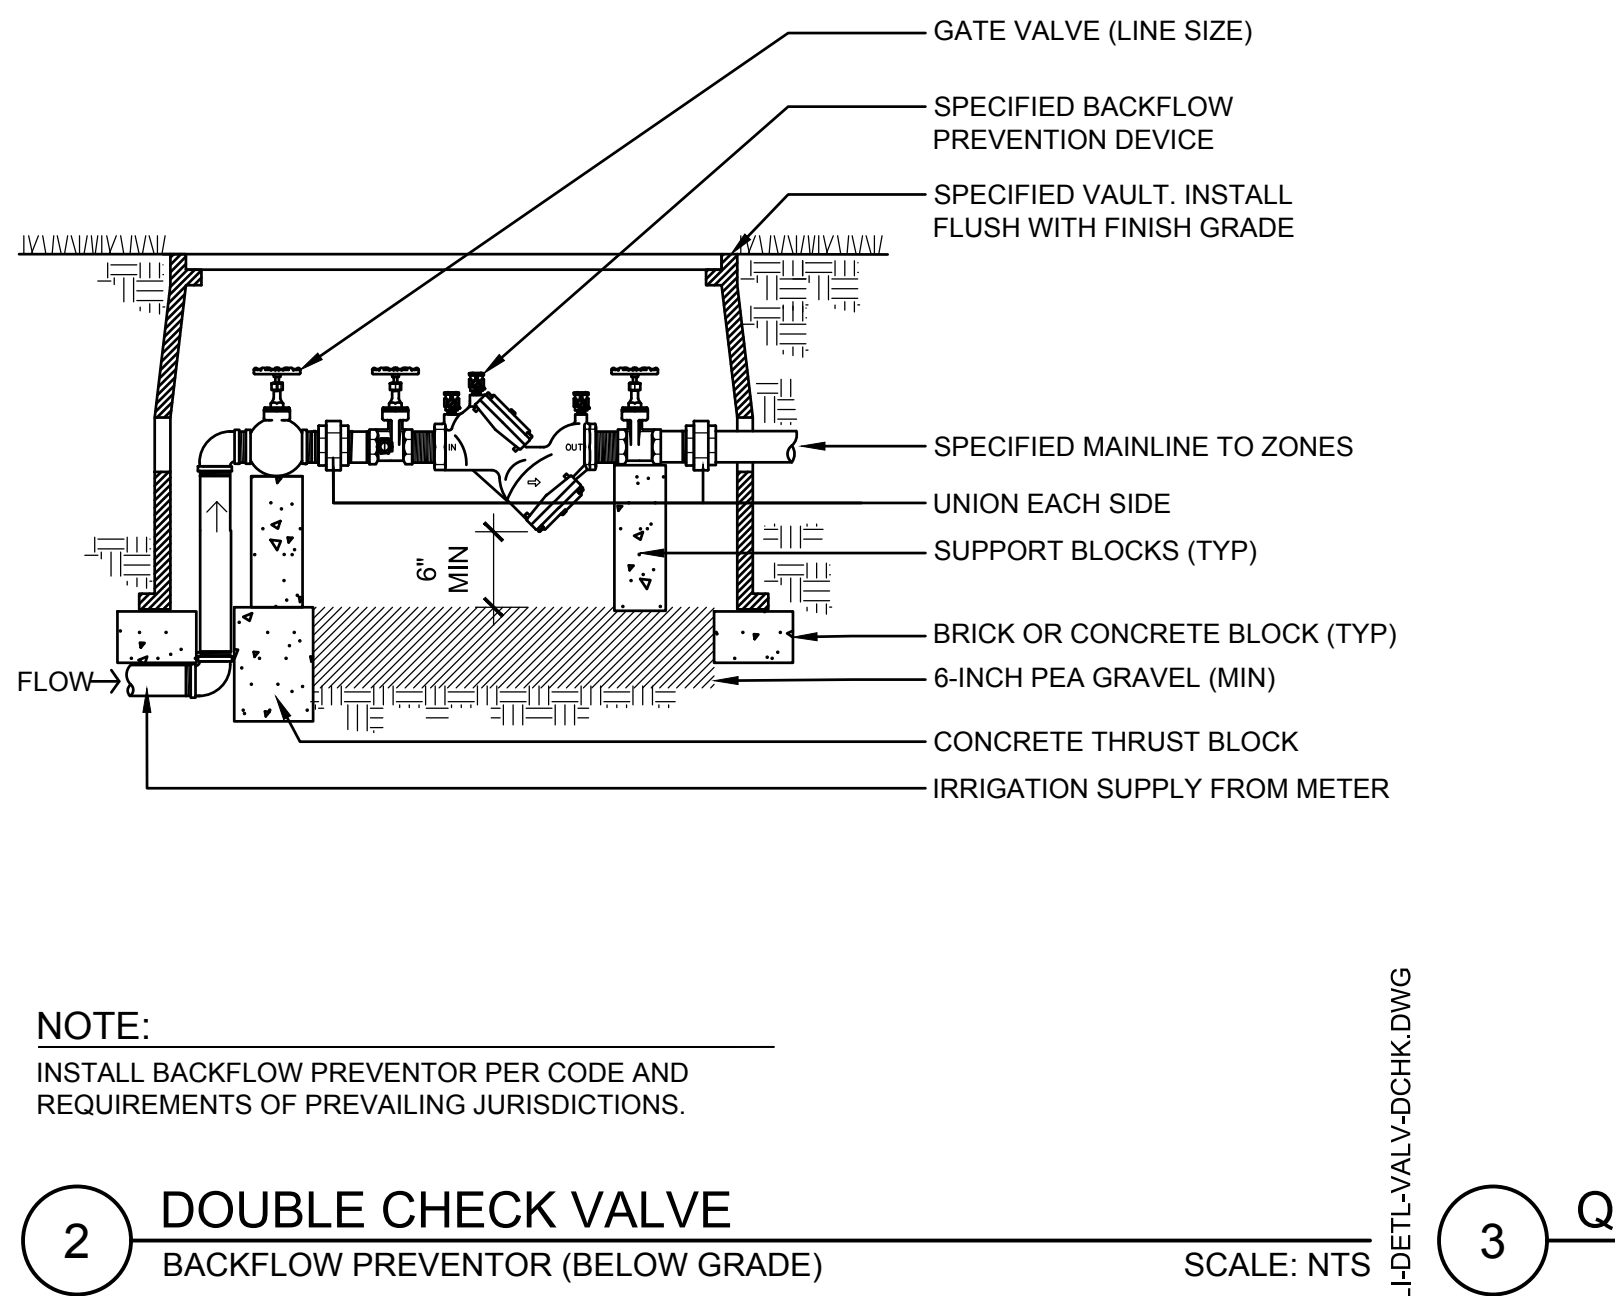 GATE VALVE (LINE SIZE)
SPECIFIED BACKFLOW
PREVENTION DEVICE
SPECIFIED VAULT. INSTALL
FLUSH WITH FINISH GRADE
IN
OUT
SPECIFIED MAINLINE TO ZONES
UNION EACH SIDE
SUPPORT BLOCKS (TYP)
6"
MIN
BRICK OR CONCRETE BLOCK (TYP)
FLOW
6-INCH PEA GRAVEL (MIN)
CONCRETE THRUST BLOCK
IRRIGATION SUPPLY FROM METER
NOTE:
INSTALL BACKFLOW PREVENTOR PER CODE AND
REQUIREMENTS OF PREVAILING JURISDICTIONS.
2
DOUBLE CHECK VALVE
BACKFLOW PREVENTOR (BELOW GRADE)
SCALE: NTS
LI-DETL-VALV-DCHK.DWG
3
Q